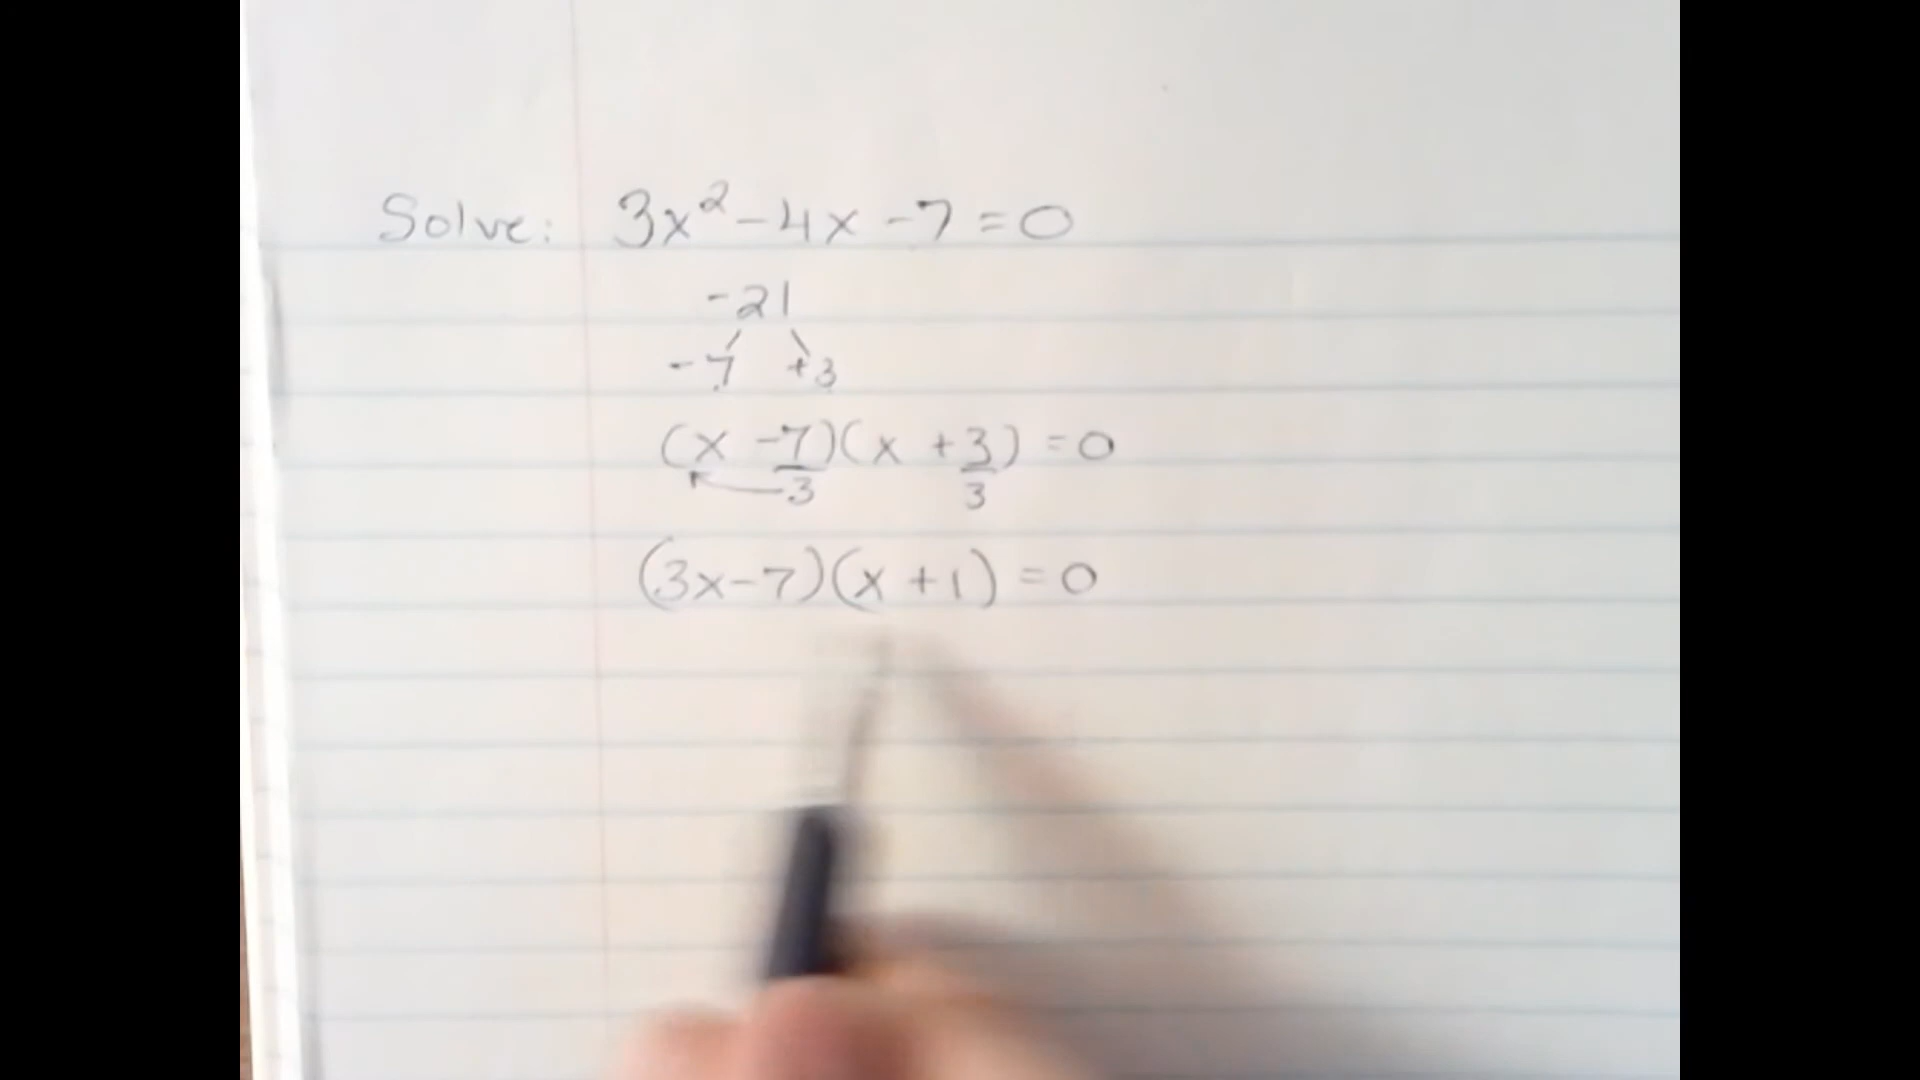 Solve: 3x² - 4x - 7 = 0
-21
-7 +3
(x - 7/3)(x + 3/3) = 0
(3x - 7)(x + 1) = 0